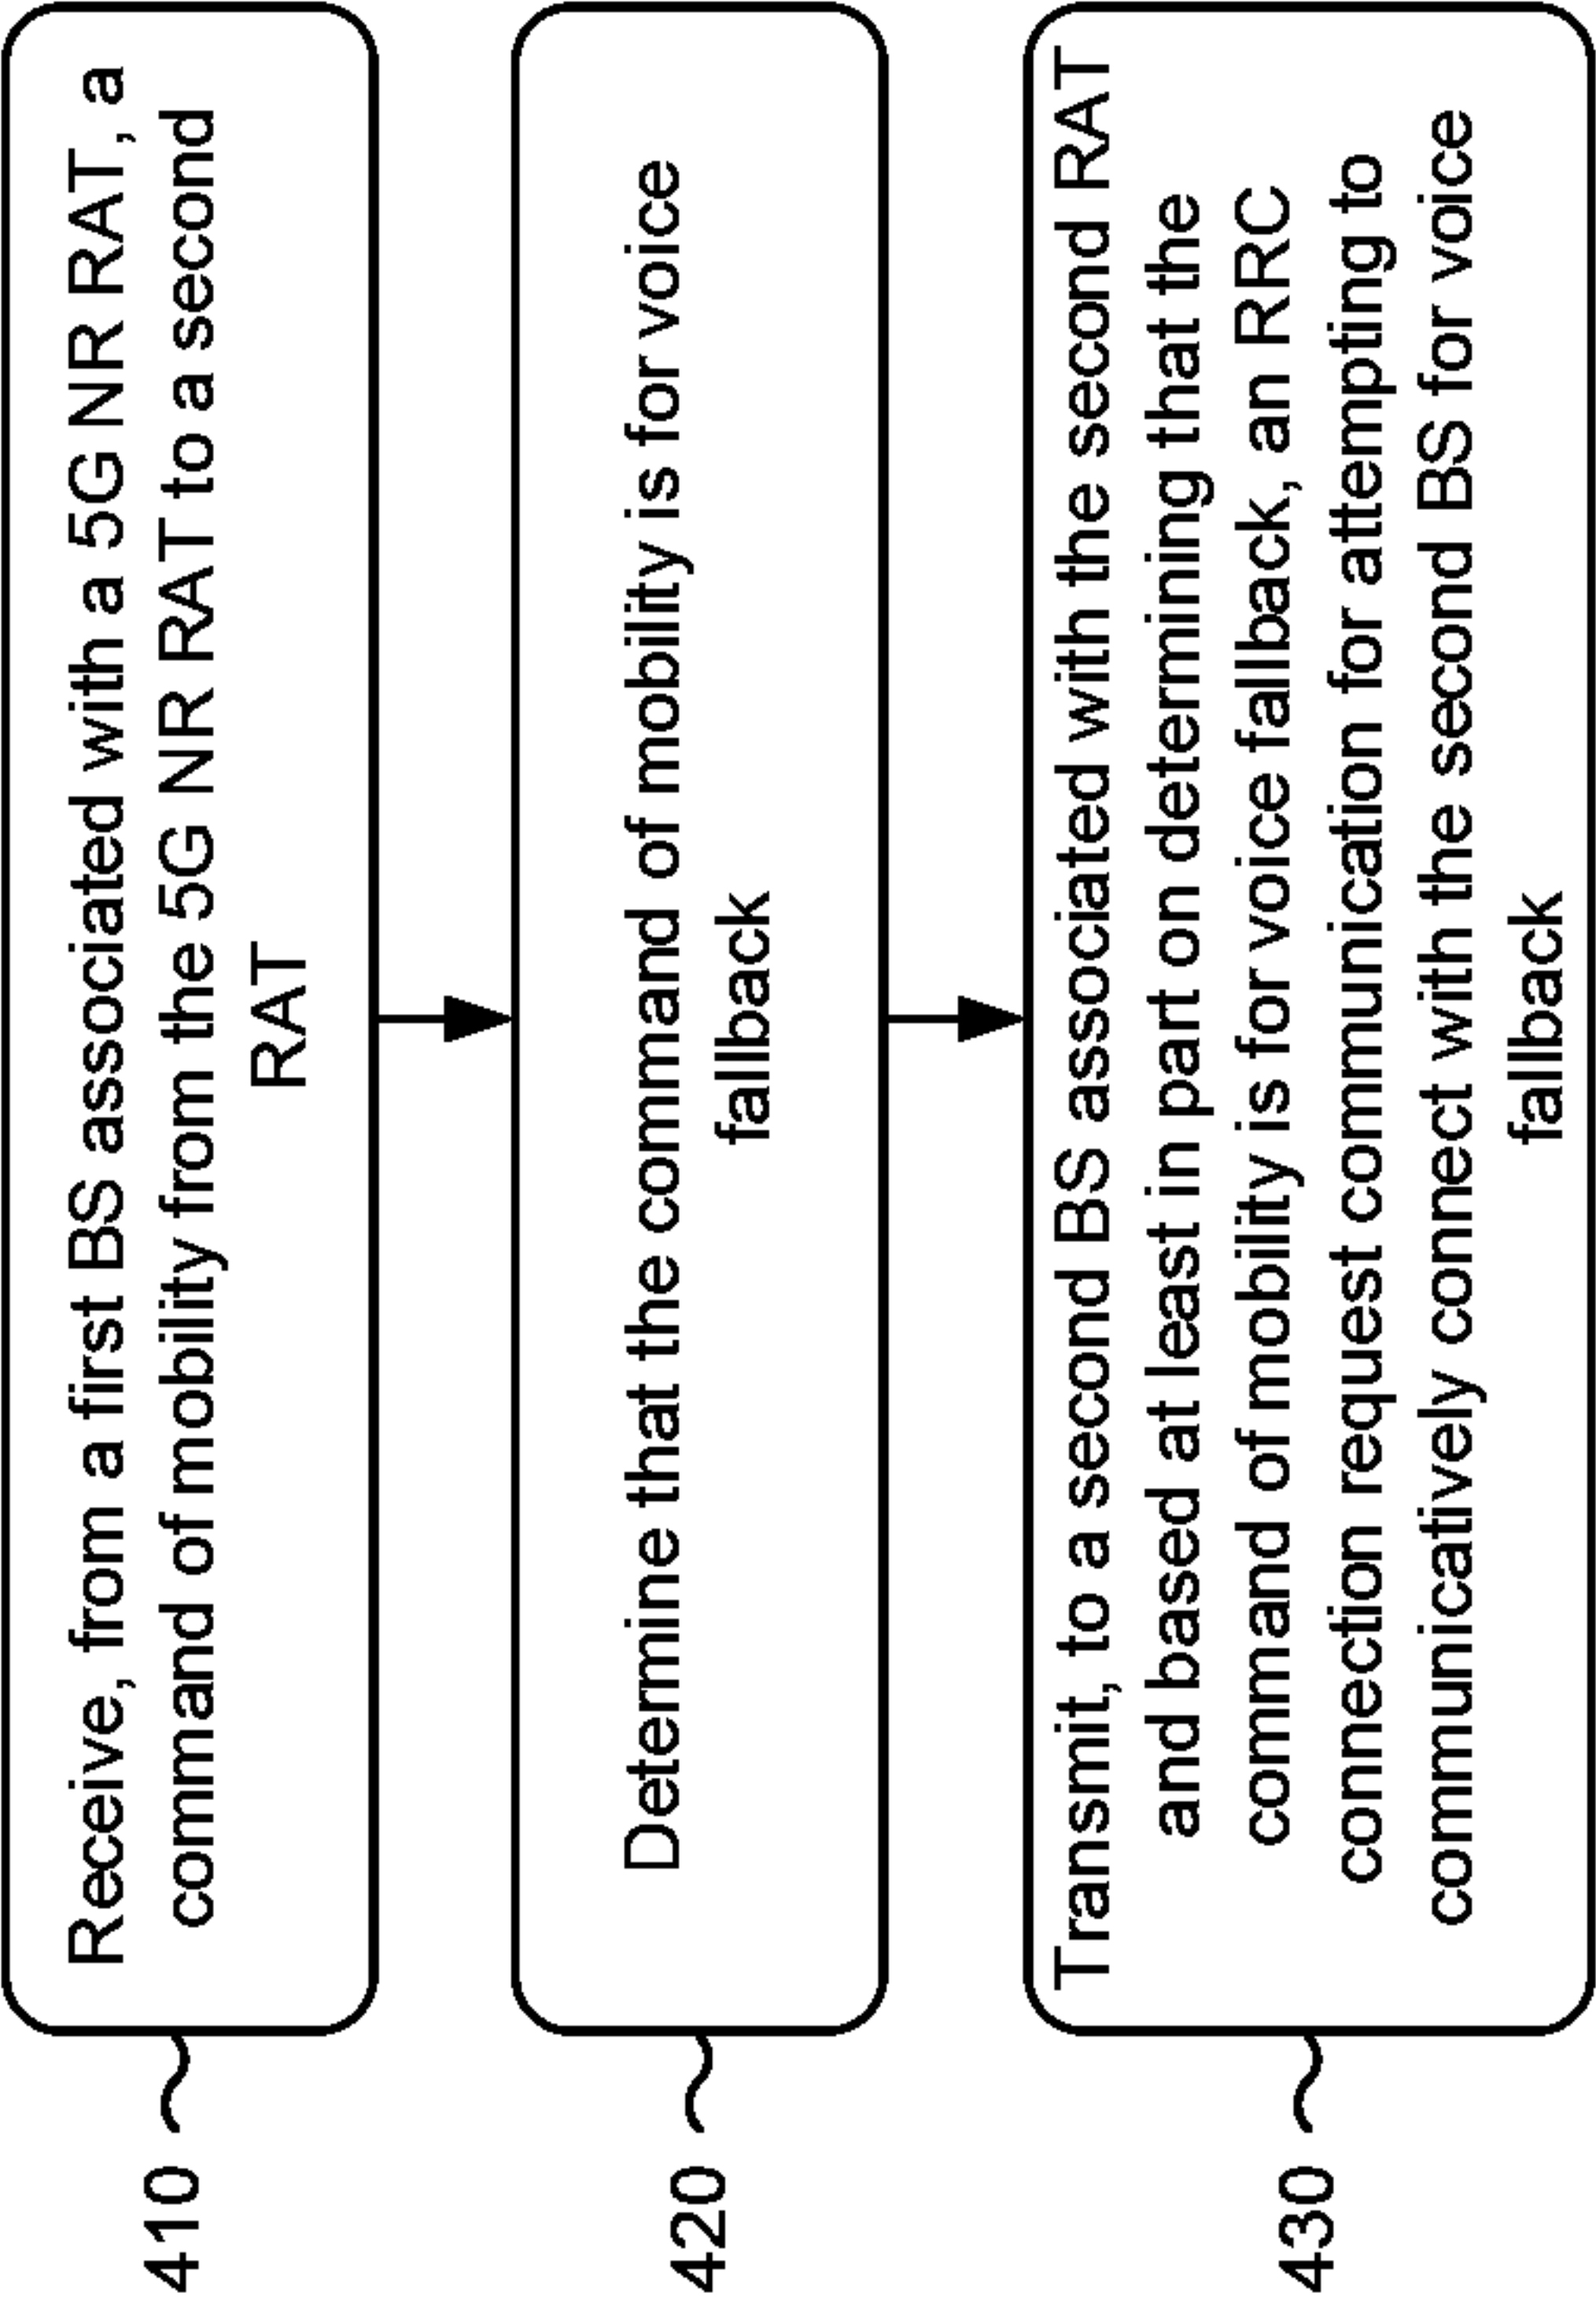 410
Receive, from a first BS associated with a 5G NR RAT, a
command of mobility from the 5G NR RAT to a second
RAT
420
Determine that the command of mobility is for voice
fallback
430
Transmit, to a second BS associated with the second RAT
and based at least in part on determining that the
command of mobility is for voice fallback, an RRC
connection request communication for attempting to
communicatively connect with the second BS for voice
fallback